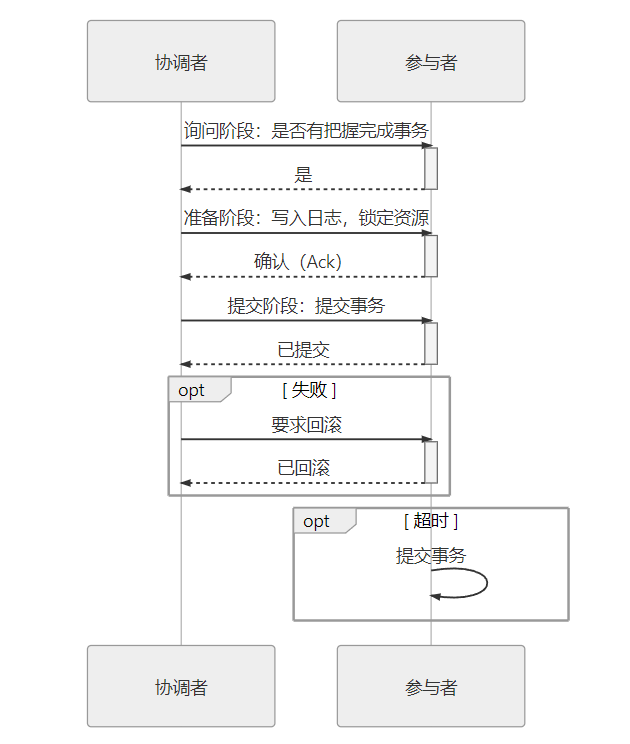 协调者
参与者
询问阶段：是否有把握完成事务
是
准备阶段：写入日志，锁定资源
确认（Ack）
提交阶段：提交事务
已提交
opt
[ 失败 ]
要求回滚
已回滚
opt
[ 超时 ]
提交事务
协调者
参与者